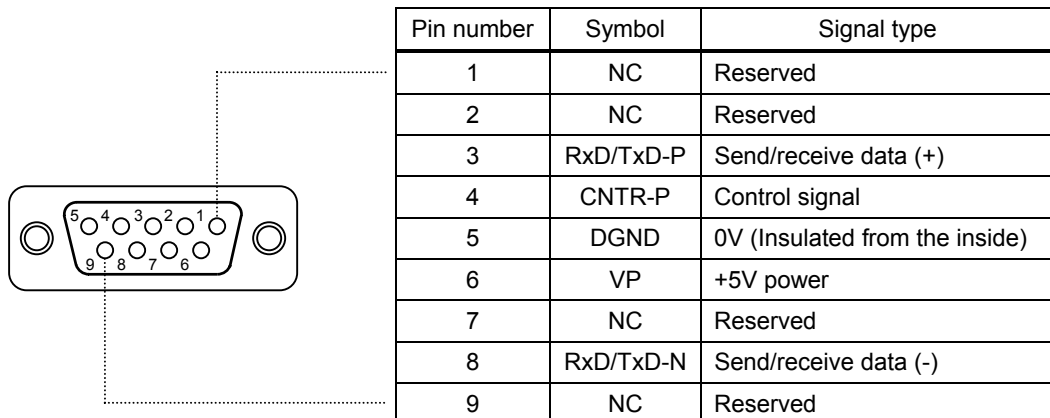 Pin number Symbol Signal type
1 NC Reserved
2 NC Reserved
3 RxD/TxD-P Send/receive data (+)
4 CNTR-P Control signal
5 DGND 0V (Insulated from the inside)
6 VP +5V power
7 NC Reserved
8 RxD/TxD-N Send/receive data (-)
9 NC Reserved
5 4 3 2 1
9 8 7 6